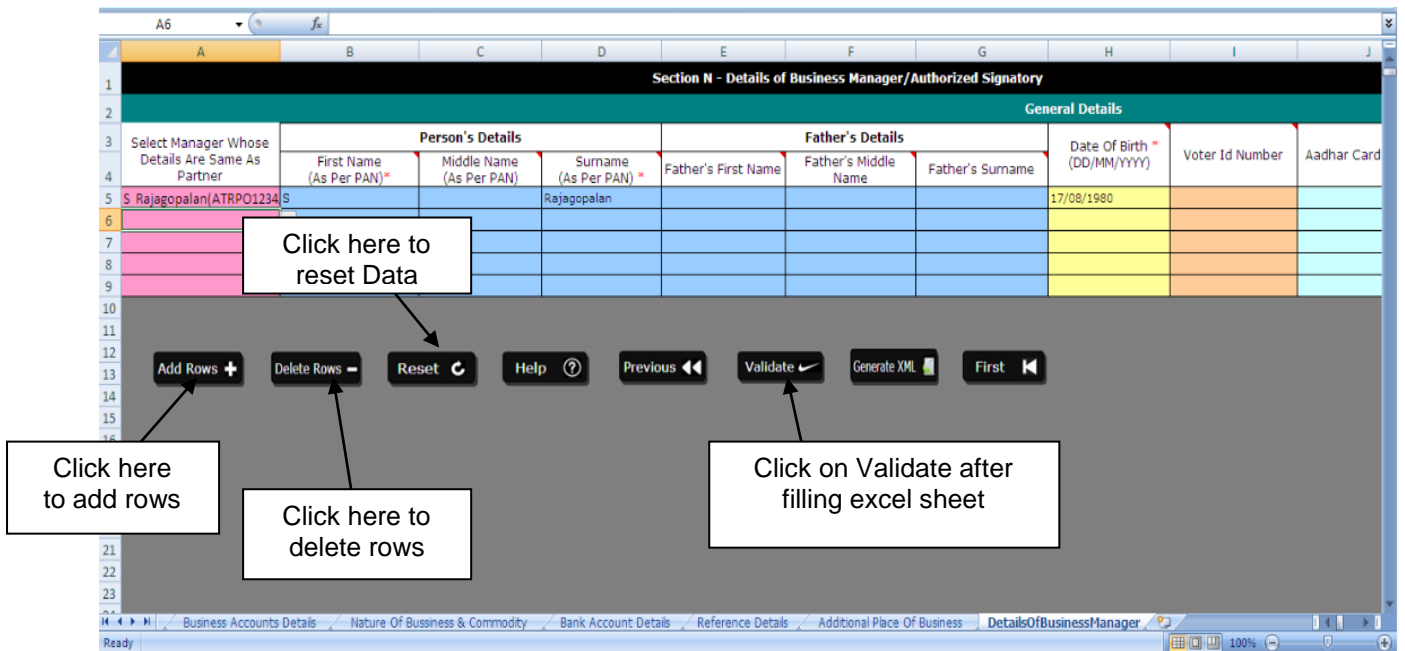 A6 fx
A B C D E F G H I J
1 Section N - Details of Business Manager/Authorized Signatory
2 General Details
3 Select Manager Whose Details Are Same As Partner Person's Details Father's Details Date Of Birth * (DD/MM/YYYY) Voter Id Number Aadhar Card
4 First Name (As Per PAN)* Middle Name (As Per PAN) Surname (As Per PAN) * Father's First Name Father's Middle Name Father's Surname
5 S Rajagopalan(ATRPO1234 S Rajagopalan 17/08/1980
6
7
8
9
Click here to
reset Data
10
11
12
13
Add Rows Delete Rows Reset Help ? Previous Validate Generate XML First
14
15
16
Click here
to add rows
Click here to
delete rows
Click on Validate after
filling excel sheet
21
22
23
Business Accounts Details Nature Of Bussiness & Commodity Bank Account Details Reference Details Additional Place Of Business DetailsOfBusinessManager
Ready 100%